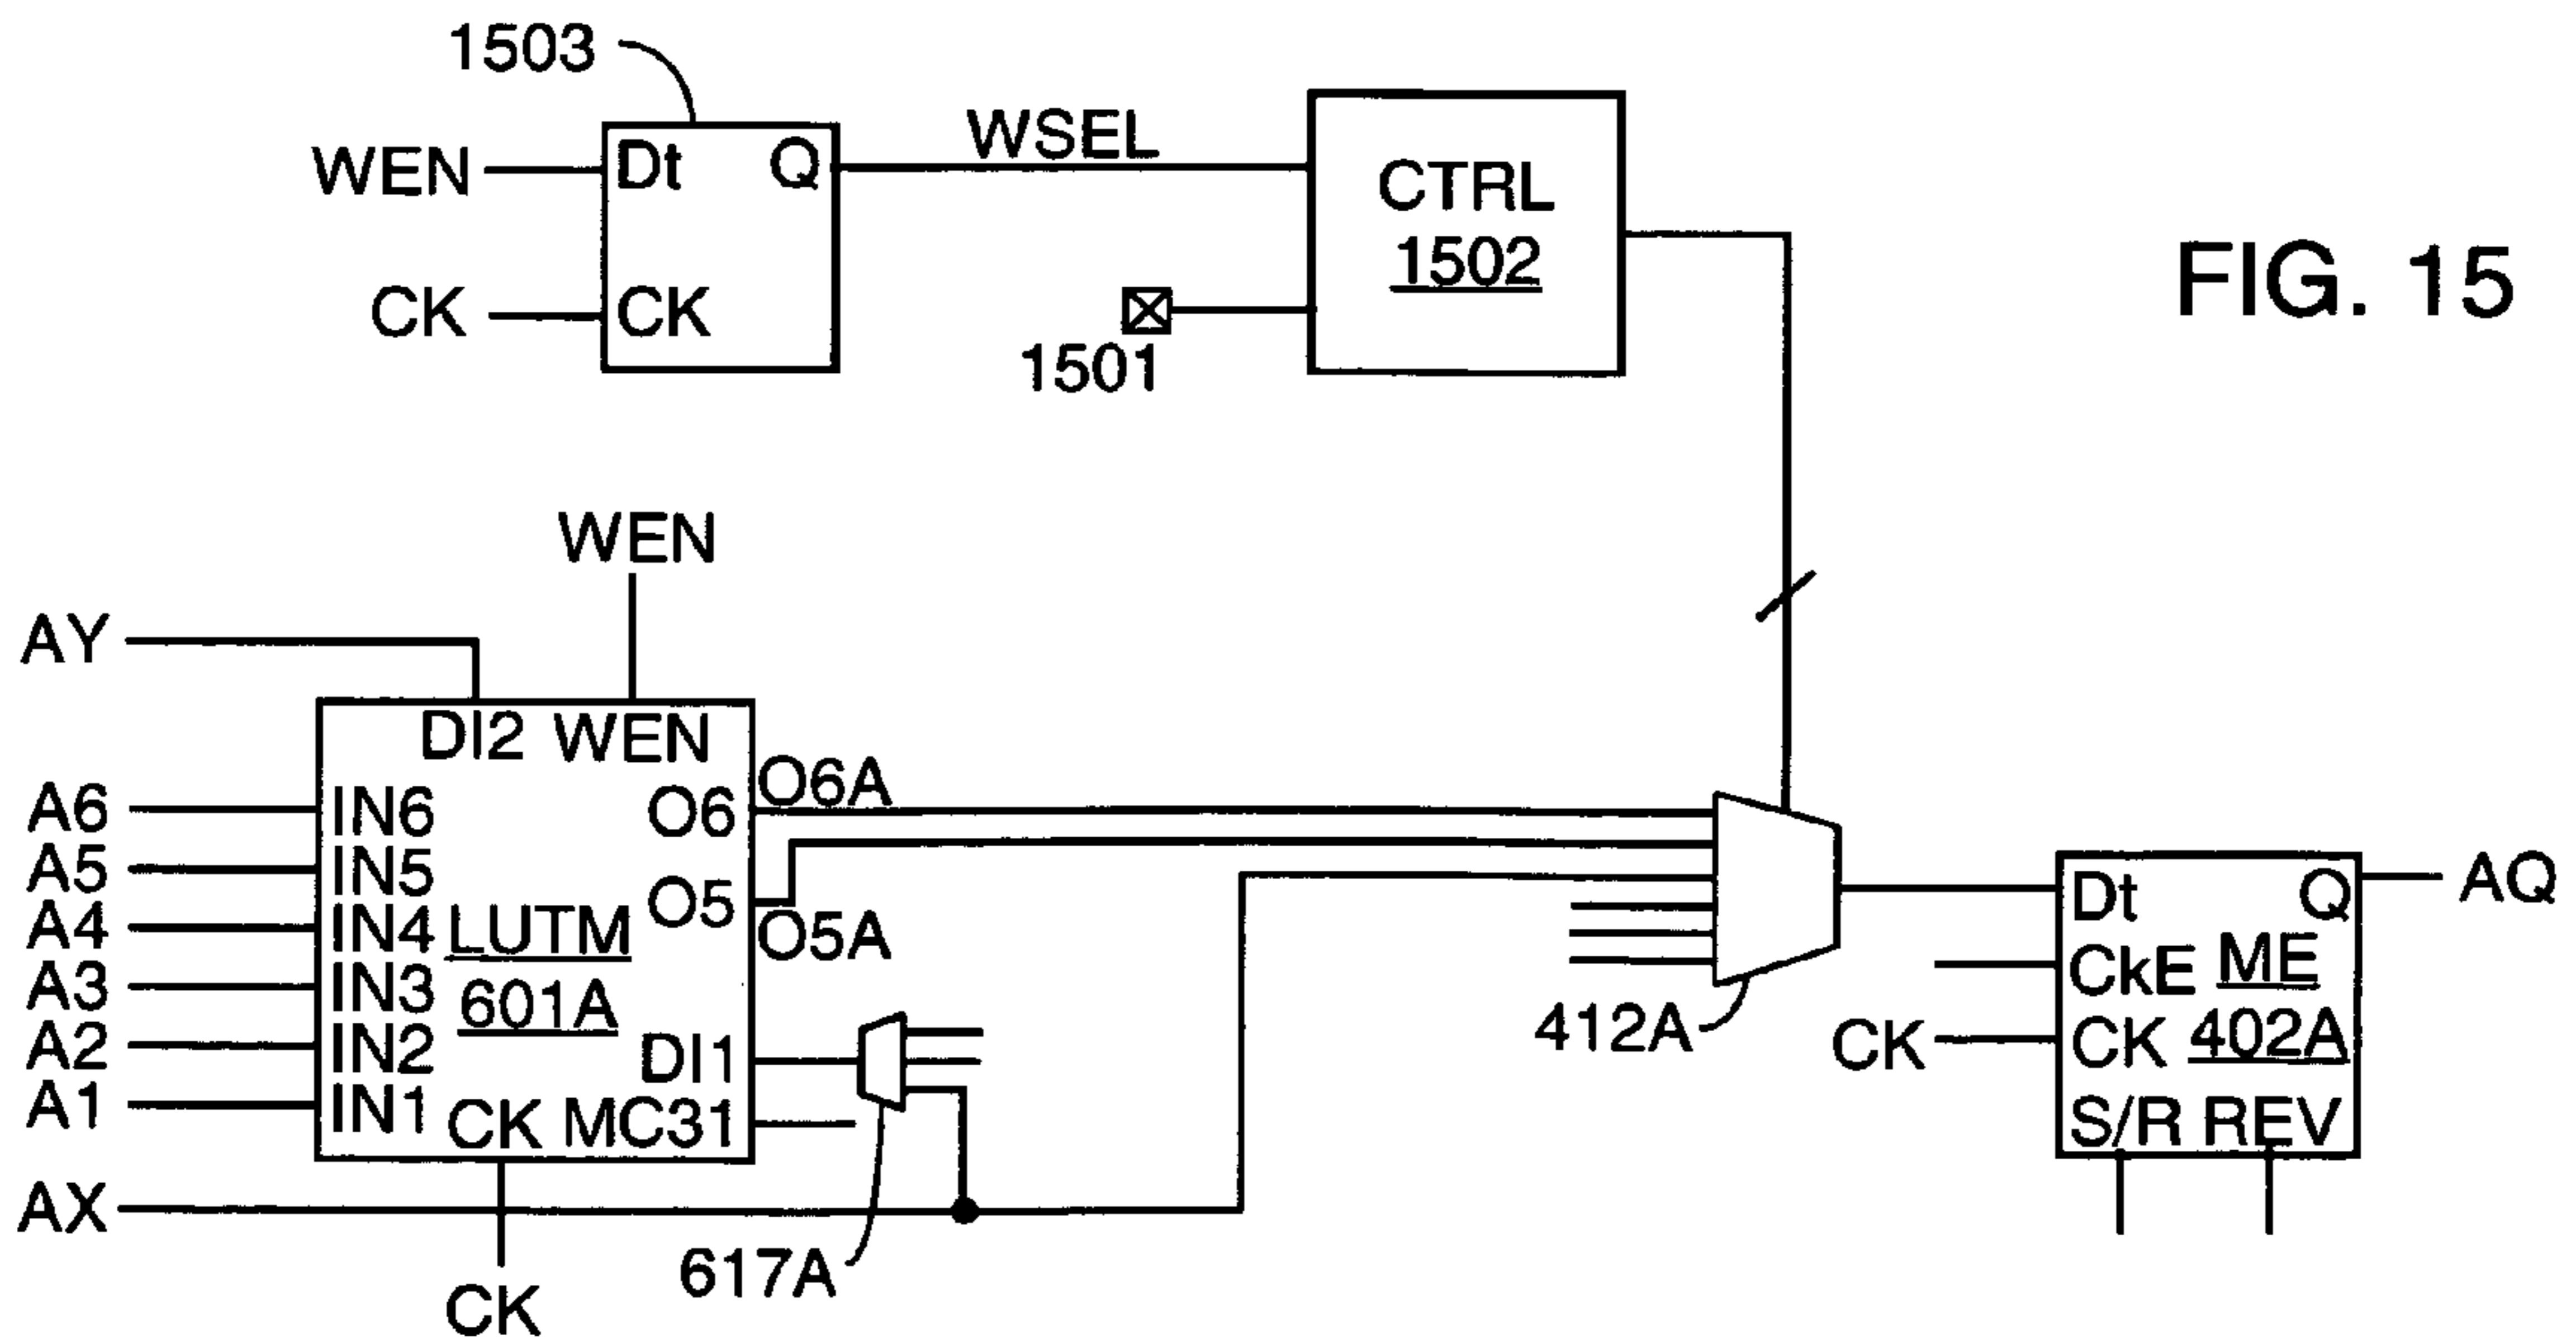 1503
WEN
Dt
Q
WSEL
CTRL
1502
CK
CK
1501
FIG. 15
WEN
AY
DI2
WEN
A6
IN6
O6
O6A
A5
IN5
O5
O5A
A4
IN4
LUTM
601A
A3
IN3
A2
IN2
DI1
A1
IN1
CK
MC31
AX
617A
CK
412A
Dt
Q
AQ
CkE
ME
402A
CK
CK
S/R
REV